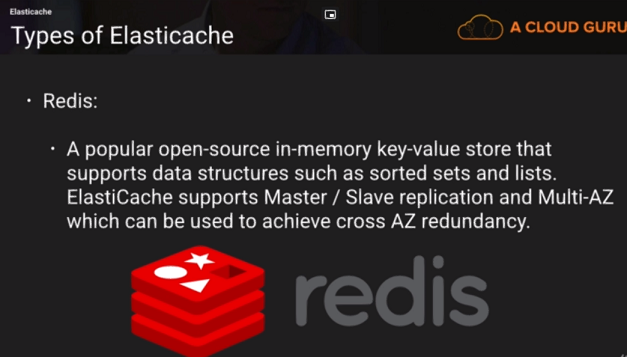 Elasticache
Types of Elasticache
A CLOUD GURU
· Redis:
· A popular open-source in-memory key-value store that
supports data structures such as sorted sets and lists.
ElastiCache supports Master / Slave replication and Multi-AZ
which can be used to achieve cross AZ redundancy.
redis